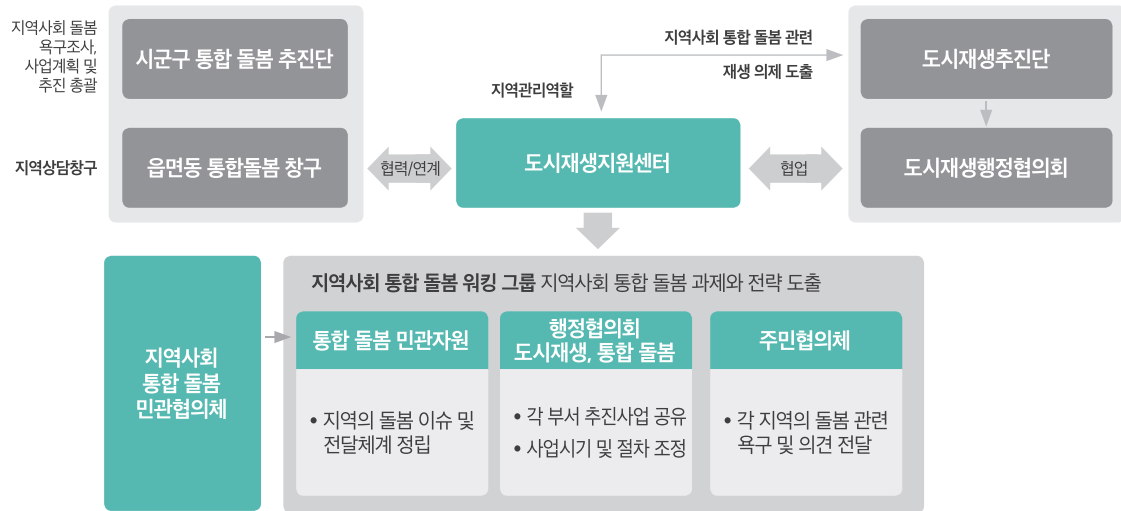 지역사회 돌봄
욕구조사,
사업계획 및
추진 총괄
시군구 통합 돌봄 추진단
지역상담창구
읍면동 통합돌봄 창구
협력/연계
지역관리역할
지역사회 통합 돌봄 관련
재생 의제 도출
도시재생지원센터
협업
도시재생추진단
도시재생행정협의회
지역사회
통합 돌봄
민관협의체
지역사회 통합 돌봄 워킹 그룹 지역사회 통합 돌봄 과제와 전략 도출
통합 돌봄 민관자원
• 지역의 돌봄 이슈 및
전달체계 정립
행정협의회
도시재생, 통합 돌봄
• 각 부서 추진사업 공유
• 사업시기 및 절차 조정
주민협의체
• 각 지역의 돌봄 관련
욕구 및 의견 전달